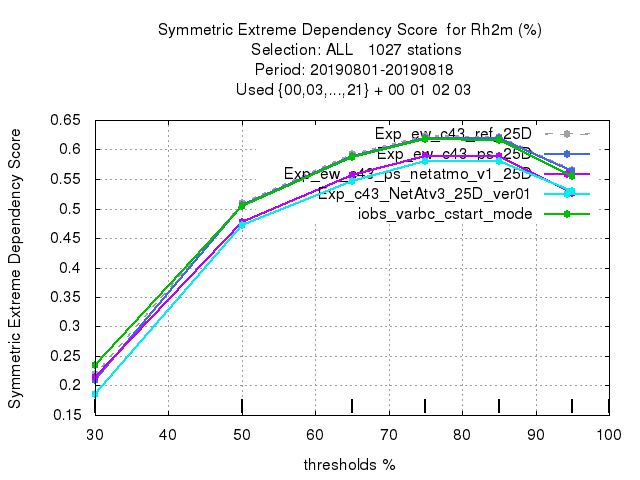 Symmetric Extreme Dependency Score  for Rh2m (%)
Selection: ALL   1027 stations
Period: 20190801-20190818
Used {00,03,...,21} + 00 01 02 03
Symmetric Extreme Dependency Score
0.65
0.6
0.55
0.5
0.45
0.4
0.35
0.3
0.25
0.2
0.15
Exp_ew_c43_ref_25D
Exp_ew_c43_ps_25D
Exp_ew_c43_ps_netatmo_v1_25D
Exp_c43_NetAtv3_25D_ver01
iobs_varbc_cstart_mode
30 40 50 60 70 80 90 100
thresholds %